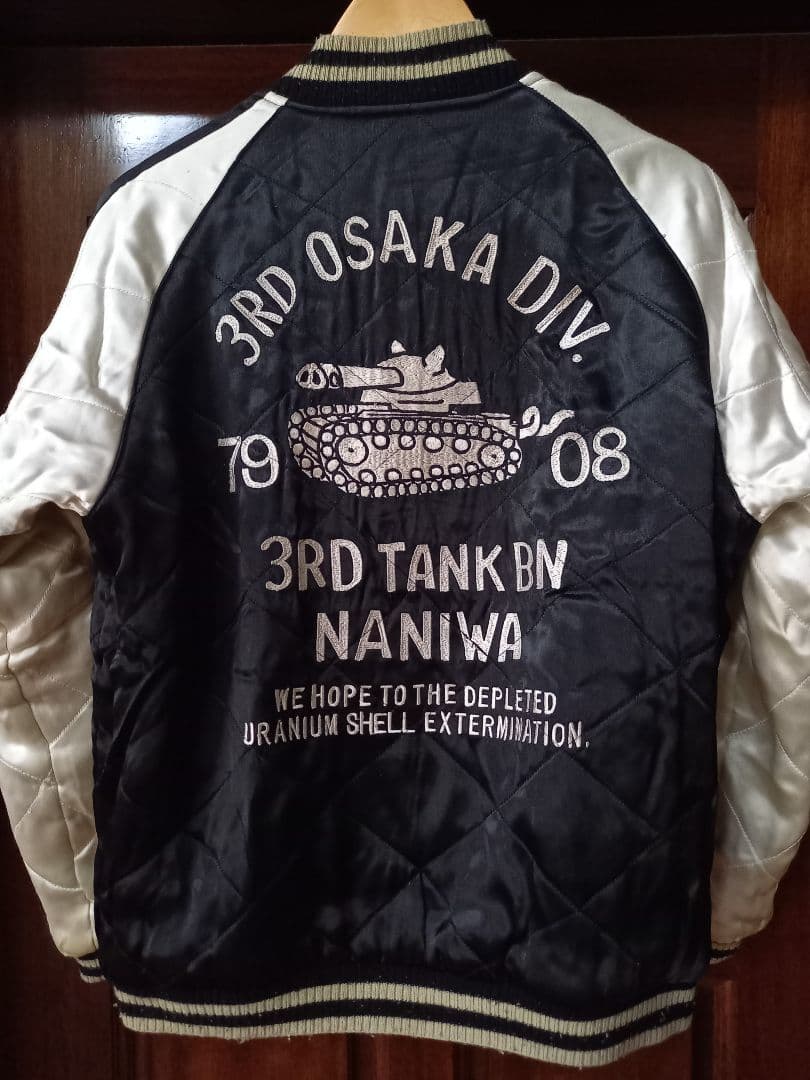 3RD OSAKA DIV.
79 08
3RD TANK BN
NANIWA
WE HOPE TO THE DEPLETED
URANIUM SHELL EXTERMINATION.